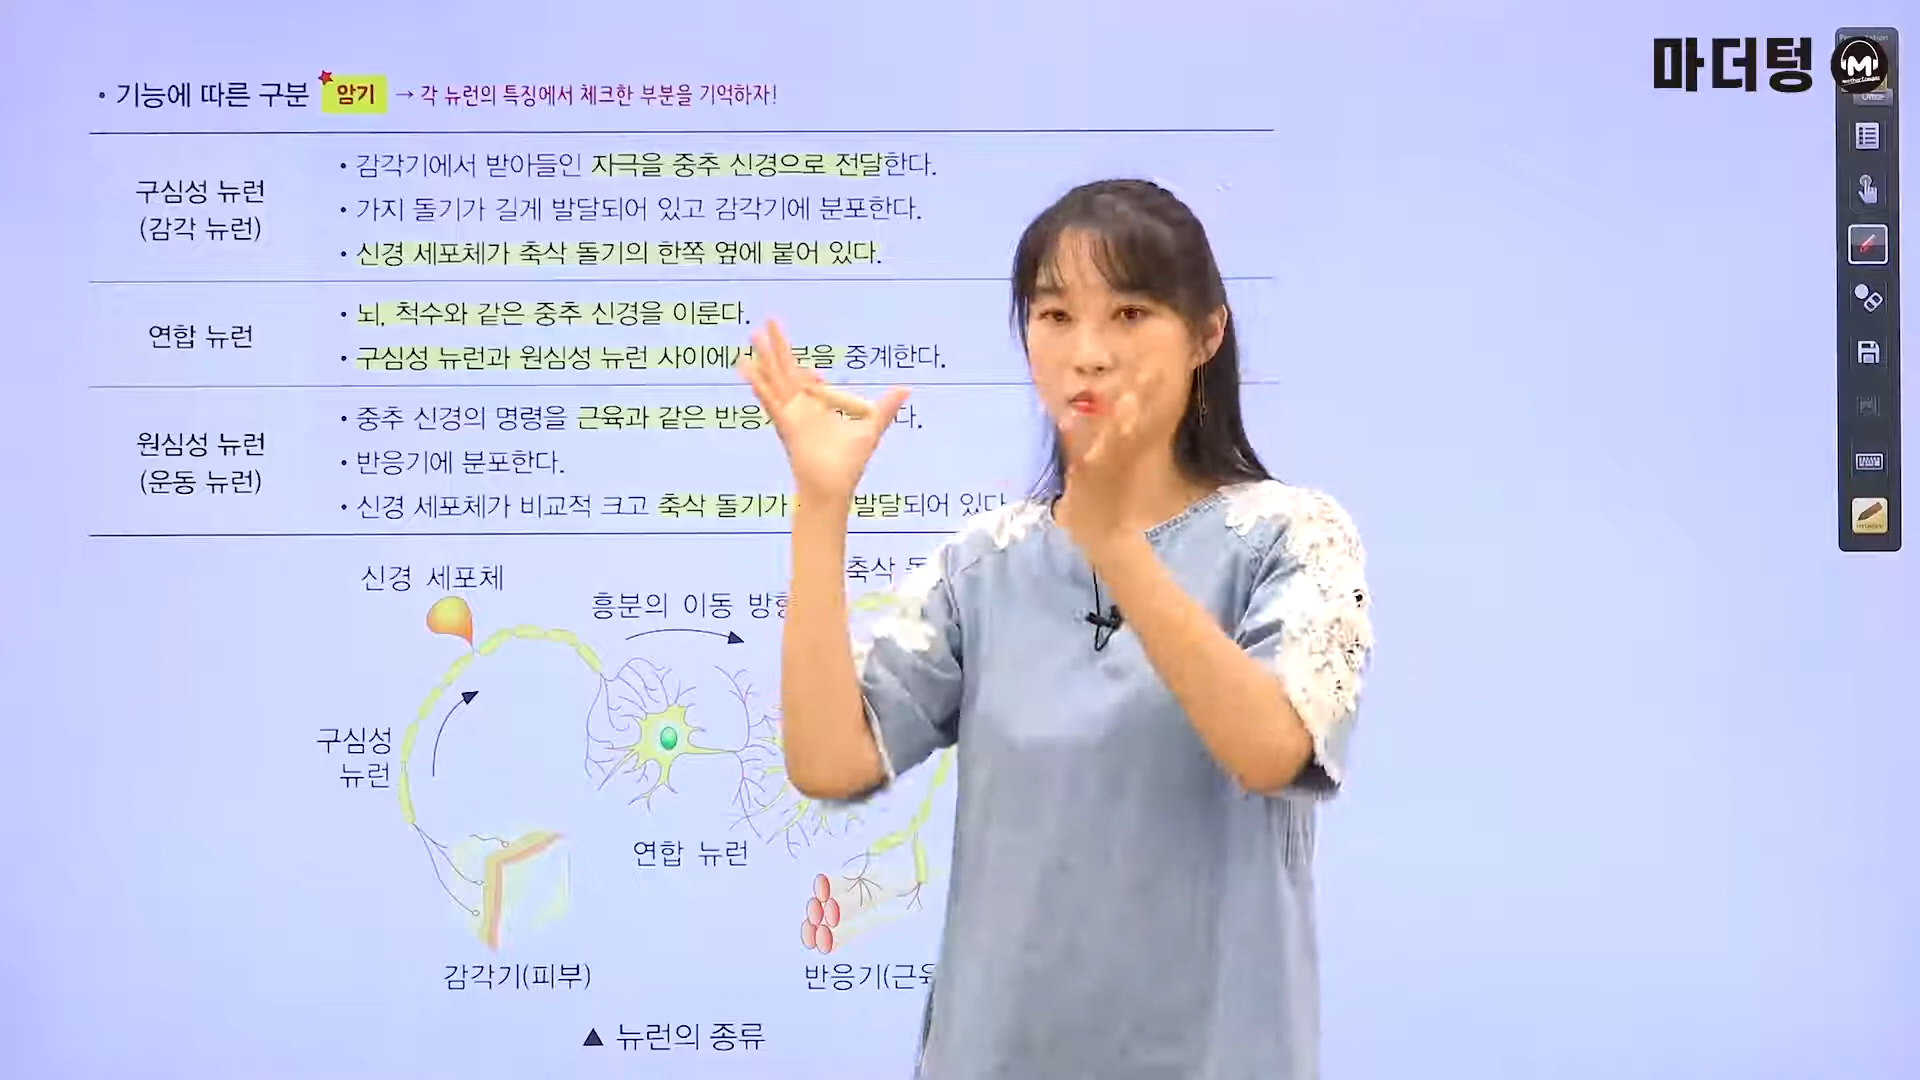 마더텅
• 기능에 따른 구분 암기 → 각 뉴런의 특징에서 체크한 부분을 기억하자!
구심성 뉴런
(감각 뉴런)
• 감각기에서 받아들인 자극을 중추 신경으로 전달한다.
• 가지 돌기가 길게 발달되어 있고 감각기에 분포한다.
• 신경 세포체가 축삭 돌기의 한쪽 옆에 붙어 있다.
연합 뉴런
• 뇌, 척수와 같은 중추 신경을 이룬다.
• 구심성 뉴런과 원심성 뉴런 사이에서 분을 중계한다.
원심성 뉴런
(운동 뉴런)
• 중추 신경의 명령을 근육과 같은 반응 다.
• 반응기에 분포한다.
• 신경 세포체가 비교적 크고 축삭 돌기가 발달되어 있다
신경 세포체
흥분의 이동 방향
축삭
구심성
뉴런
연합 뉴런
감각기(피부)
반응기(근육
▲ 뉴런의 종류